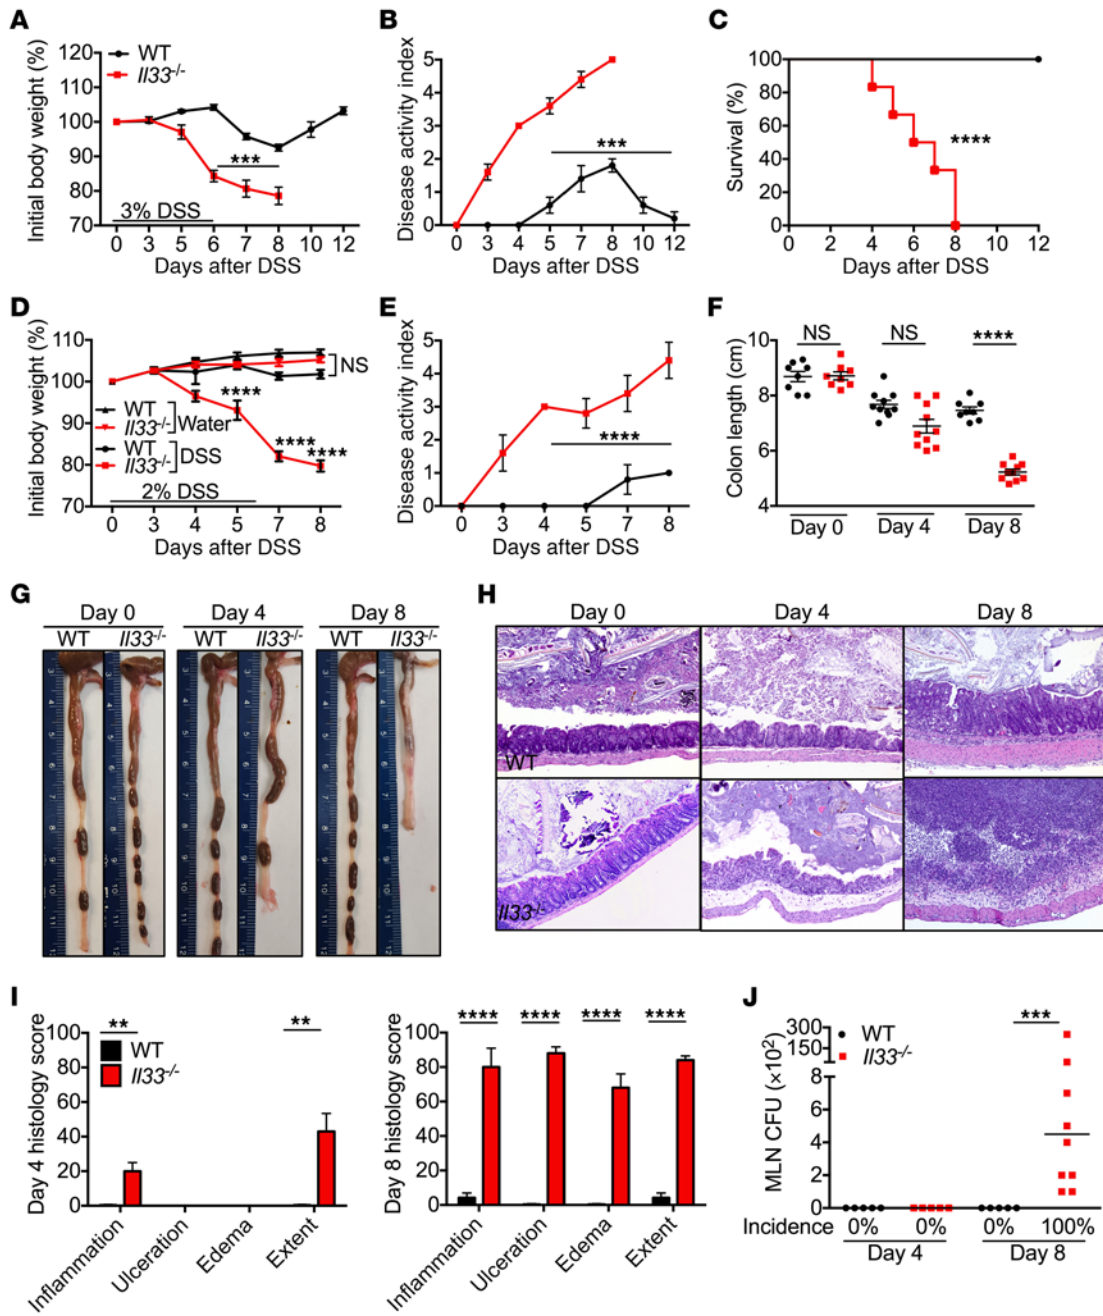 A
Initial body weight (%)
120
110
100
90
80
70
WT
Il33-/-
***
3% DSS
0 3 5 6 7 8 10 12
Days after DSS
B
Disease activity index
5
4
3
2
1
0
***
0 3 4 5 7 8 10 12
Days after DSS
C
Survival (%)
100
80
60
40
20
0
****
0 2 4 6 8 10 12
Days after DSS
D
Initial body weight (%)
110
100
90
80
70
NS
****
**** ****
WT
Il33-/-
Water
WT
Il33-/-
DSS
2% DSS
0 3 4 5 7 8
Days after DSS
E
Disease activity index
5
4
3
2
1
0
****
0 3 4 5 7 8
Days after DSS
F
Colon length (cm)
10
8
6
4
NS NS ****
Day 0 Day 4 Day 8
G
Day 0 Day 4 Day 8
WT Il33-/- WT Il33-/- WT Il33-/-
3
4
5
6
7
8
9
10
11
12
H
Day 0 Day 4 Day 8
WT
Il33-/-
I
Day 4 histology score
100
80
60
40
20
0
** **
WT
Il33-/-
Inflammation Ulceration Edema Extent
Day 8 histology score
100
80
60
40
20
0
**** **** **** ****
Inflammation Ulceration Edema Extent
J
MLN CFU (×10²)
300
150
8
6
4
2
0
WT
Il33-/-
***
Incidence 0% 0% 0% 100%
Day 4 Day 8